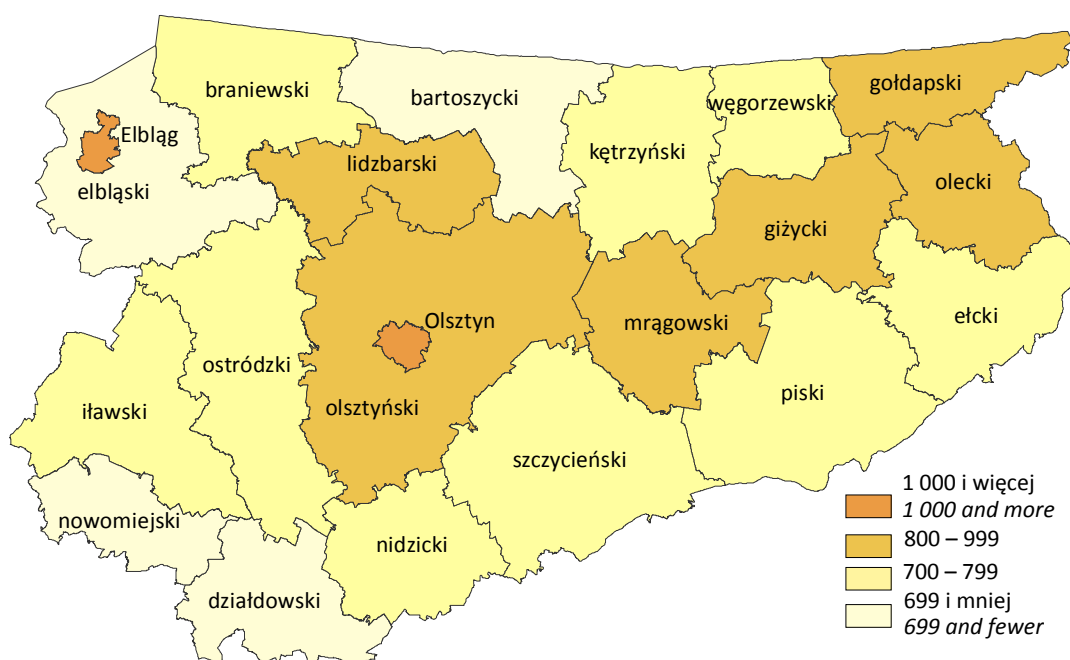 gołdapski
braniewski
bartoszycki
węgorzewski
Elbląg
kętrzyński
lidzbarski
olecki
elbląski
giżycki
Olsztyn
mrągowski
ełcki
ostródzki
piski
iławski
olsztyński
szczycieński
nowomiejski
nidzicki
działdowski
1 000 i więcej
1 000 and more
800 – 999
700 – 799
699 i mniej
699 and fewer